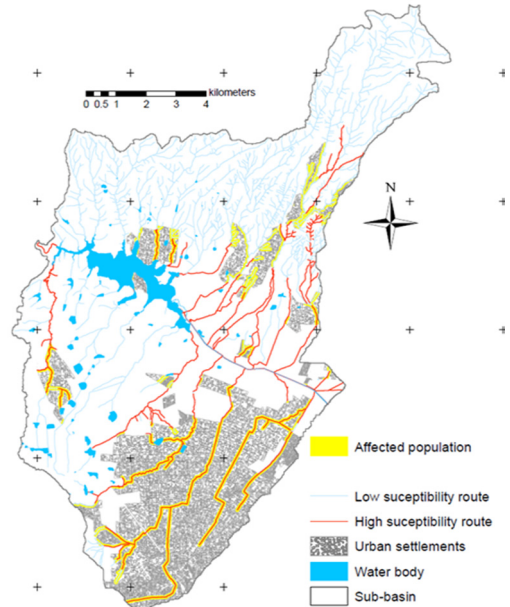 kilometers
0 0.5 1 2 3 4
N
Affected population
Low suceptibility route
High suceptibility route
Urban settlements
Water body
Sub-basin